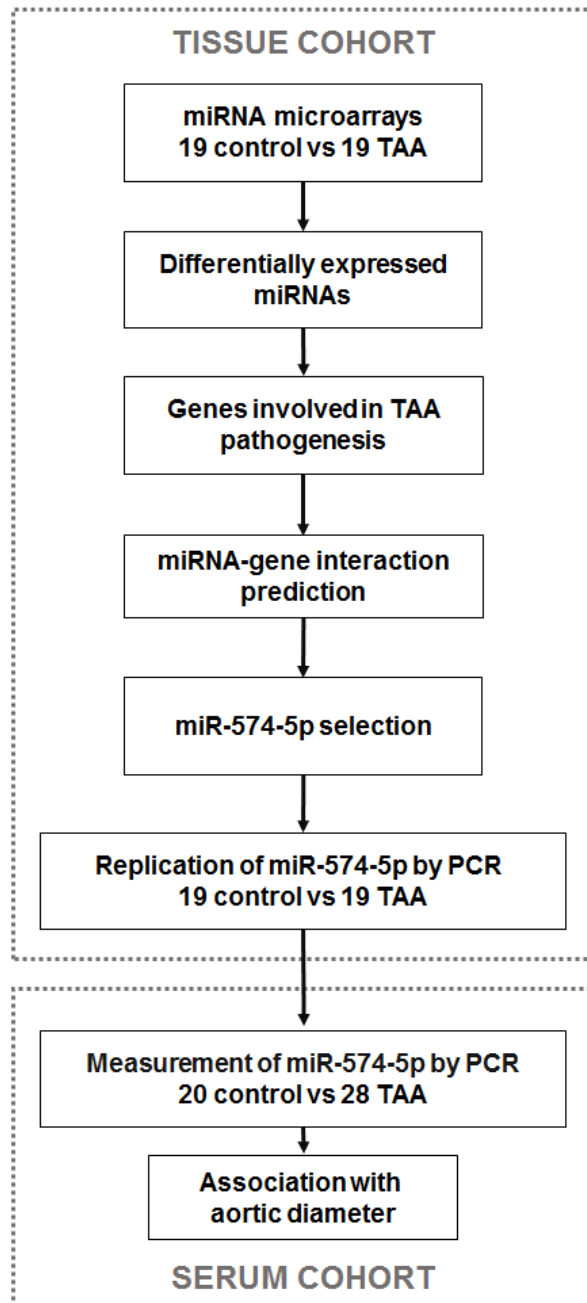 TISSUE COHORT
miRNA microarrays
19 control vs 19 TAA
Differentially expressed
miRNAs
Genes involved in TAA
pathogenesis
miRNA-gene interaction
prediction
miR-574-5p selection
Replication of miR-574-5p by PCR
19 control vs 19 TAA
Measurement of miR-574-5p by PCR
20 control vs 28 TAA
Association with
aortic diameter
SERUM COHORT